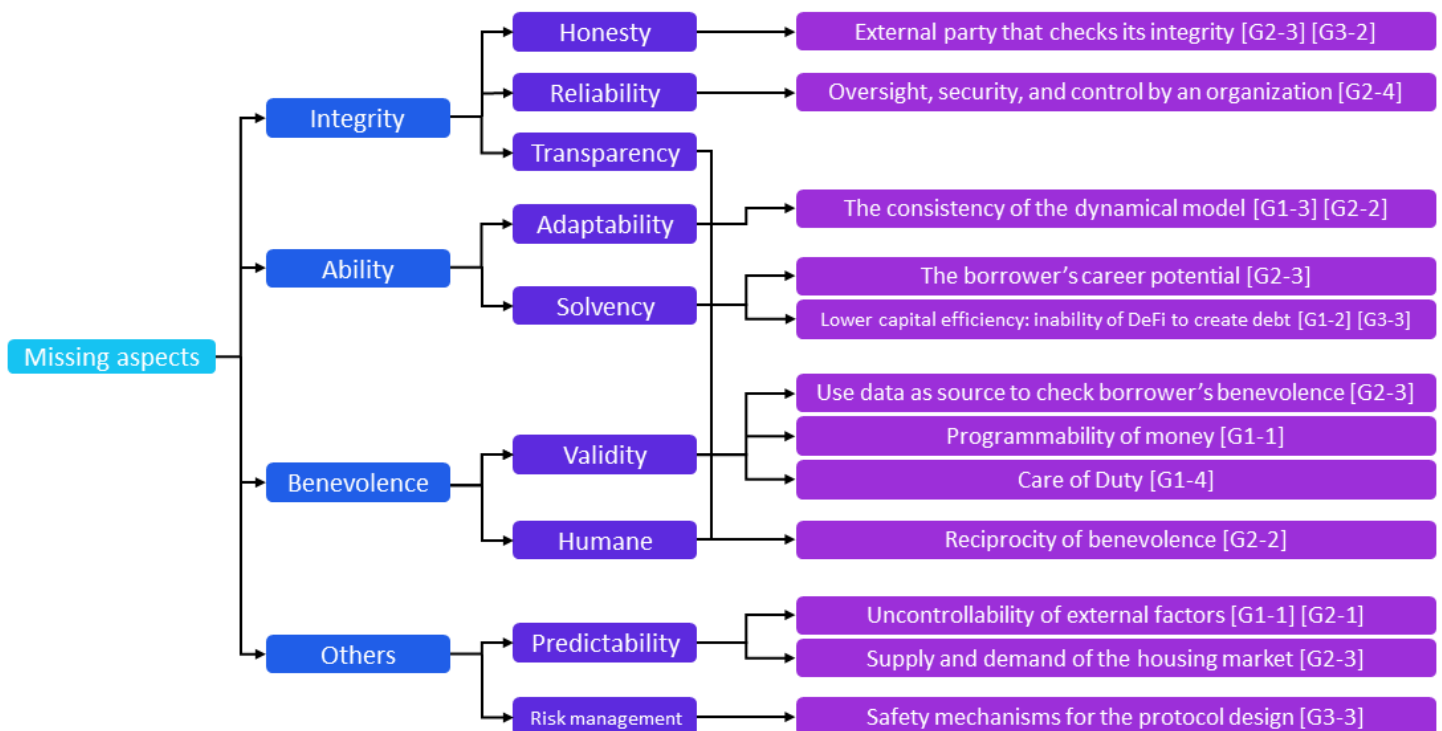 Missing aspects
Integrity
Honesty
External party that checks its integrity [G2-3] [G3-2]
Reliability
Oversight, security, and control by an organization [G2-4]
Transparency
Ability
Adaptability
The consistency of the dynamical model [G1-3] [G2-2]
Solvency
The borrower’s career potential [G2-3]
Lower capital efficiency: inability of DeFi to create debt [G1-2] [G3-3]
Benevolence
Validity
Use data as source to check borrower’s benevolence [G2-3]
Programmability of money [G1-1]
Care of Duty [G1-4]
Humane
Reciprocity of benevolence [G2-2]
Others
Predictability
Uncontrollability of external factors [G1-1] [G2-1]
Supply and demand of the housing market [G2-3]
Risk management
Safety mechanisms for the protocol design [G3-3]